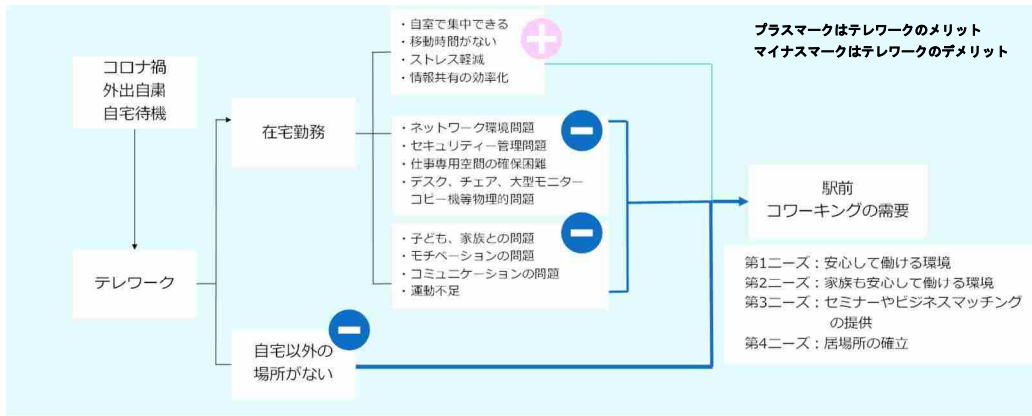 プラスマークはテレワークのメリット
マイナスマークはテレワークのデメリット
コロナ禍
外出自粛
自宅待機
テレワーク
在宅勤務
自宅以外の
場所がない
・自室で集中できる
・移動時間がない
・ストレス軽減
・情報共有の効率化
・ネットワーク環境問題
・セキュリティー管理問題
・仕事専用空間の確保困難
・デスク、チェア、大型モニター
コピー機等物理的問題
・子ども、家族との問題
・モチベーションの問題
・コミュニケーションの問題
・運動不足
駅前
コワーキングの需要
第1ニーズ：安心して働ける環境
第2ニーズ：家族も安心して働ける環境
第3ニーズ：セミナーやビジネスマッチング
の提供
第4ニーズ：居場所の確立